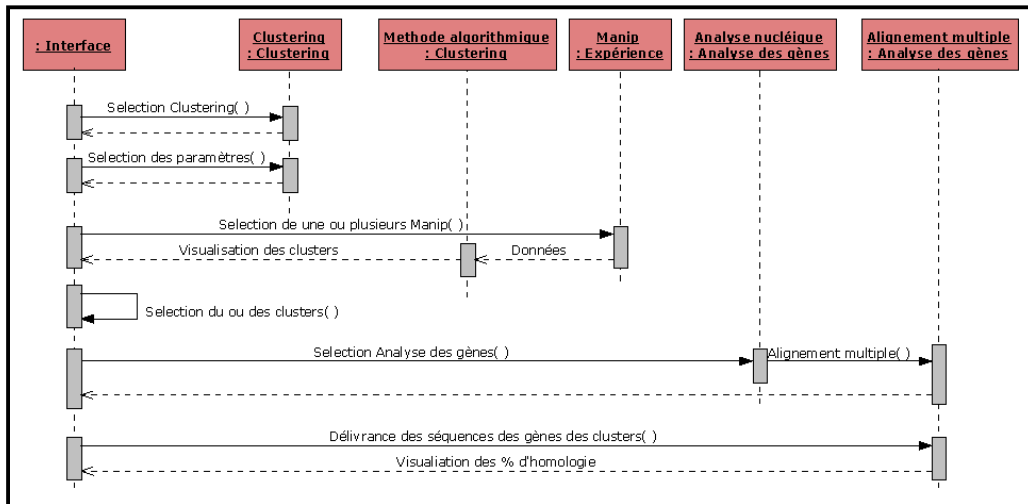 : Interface
Clustering
: Clustering
Methode algorithmique
: Clustering
Manip
: Expérience
Analyse nucléique
: Analyse des gènes
Alignement multiple
: Analyse des gènes
Selection Clustering( )
Selection des paramètres( )
Selection de une ou plusieurs Manip( )
Visualisation des clusters
Données
Selection du ou des clusters( )
Selection Analyse des gènes( )
Alignement multiple( )
Délivrance des séquences des gènes des clusters( )
Visualiation des % d'homologie